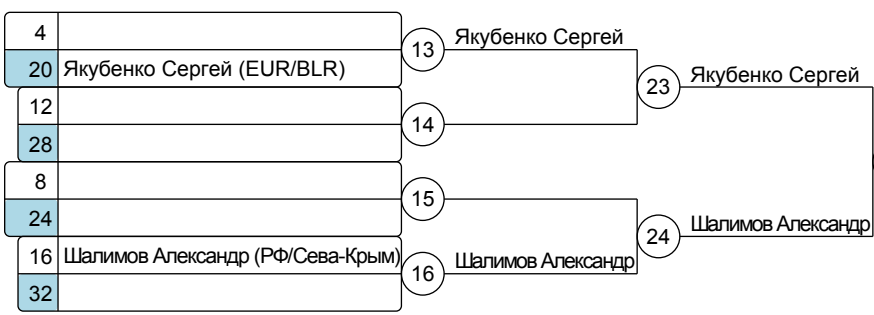 4
20 Якубенко Сергей (EUR/BLR)
12
28
8
24
16 Шалимов Александр (РФ/Сева-Крым)
32
13 Якубенко Сергей
14
15
16 Шалимов Александр
23 Якубенко Сергей
24 Шалимов Александр